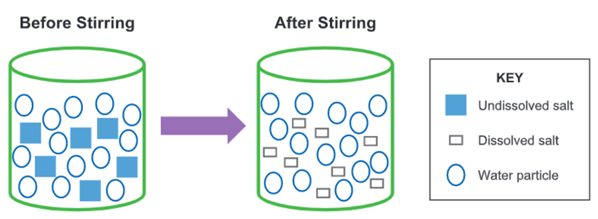 Before Stirring
After Stirring
KEY
Undissolved salt
Dissolved salt
Water particle